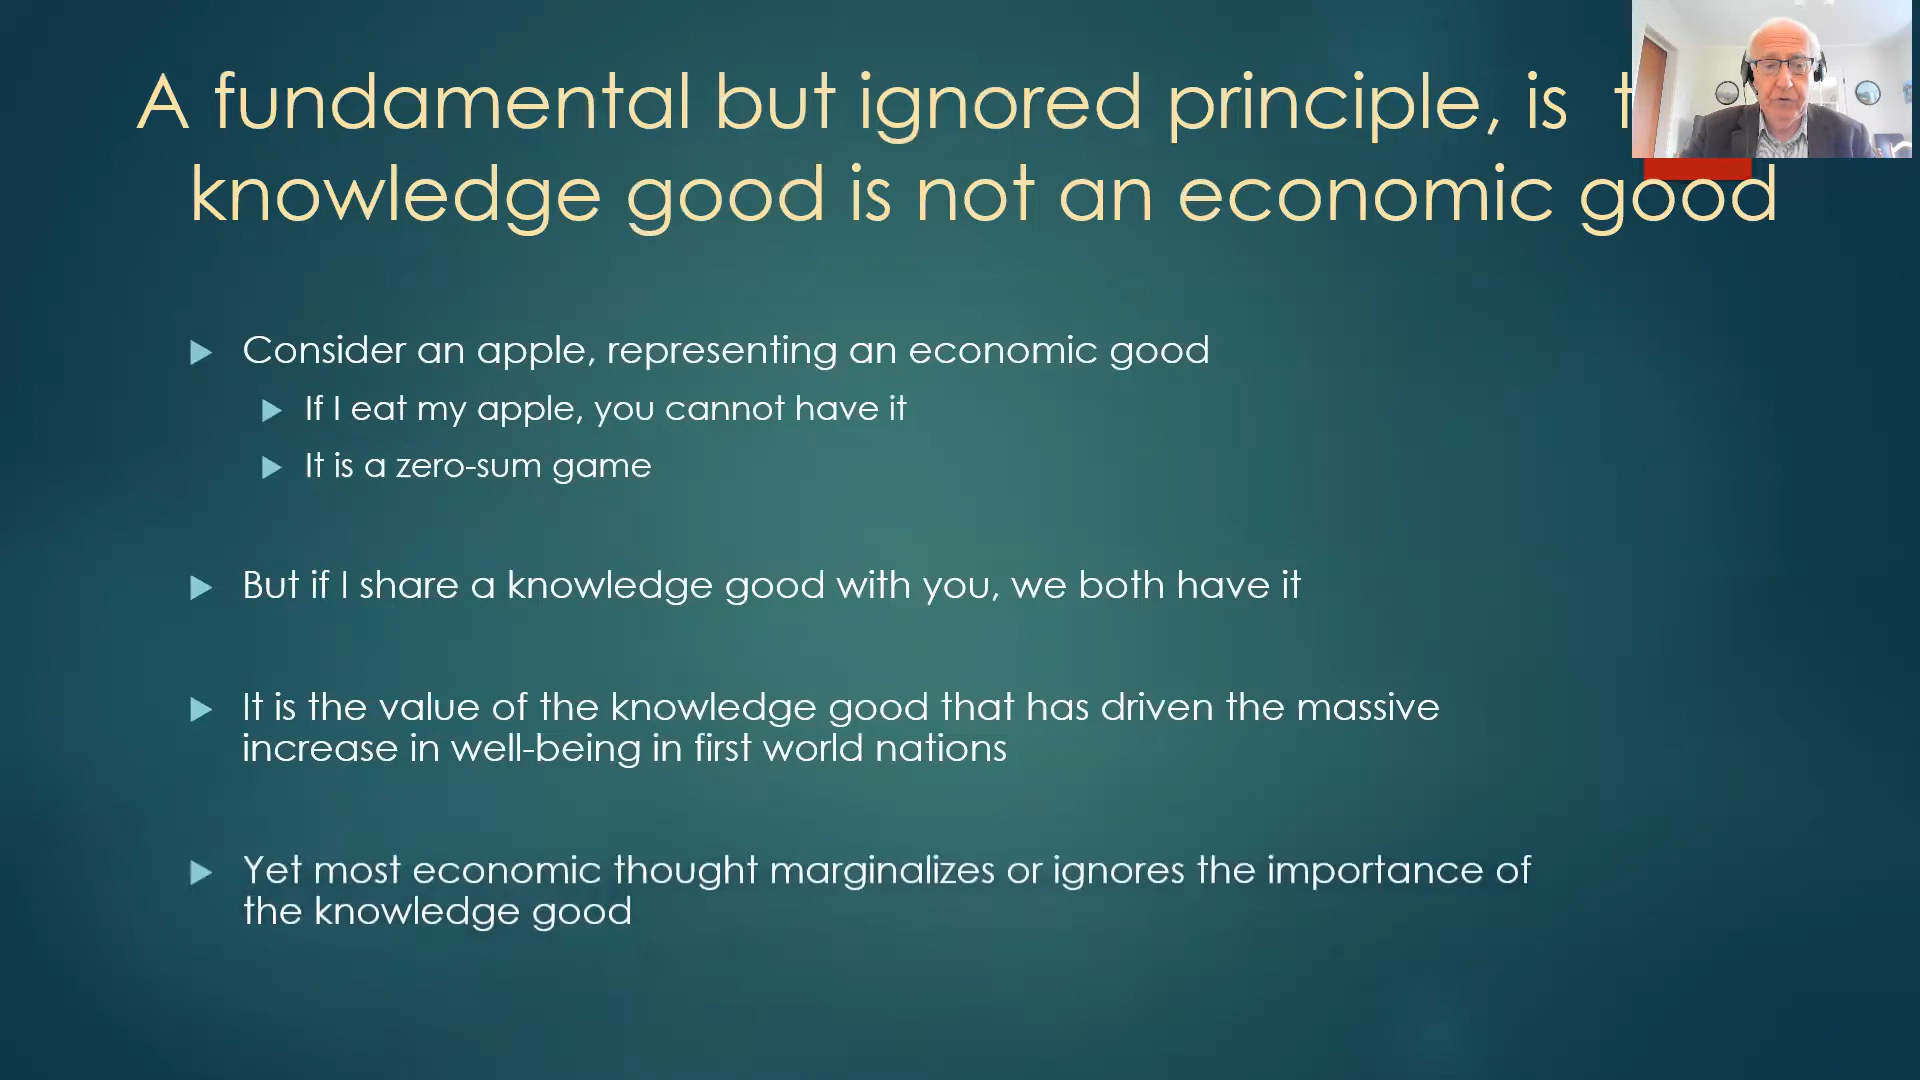 A fundamental but ignored principle, is
knowledge good is not an economic good
Consider an apple, representing an economic good
If I eat my apple, you cannot have it
It is a zero-sum game
But if I share a knowledge good with you, we both have it
It is the value of the knowledge good that has driven the massive
increase in well-being in first world nations
Yet most economic thought marginalizes or ignores the importance of
the knowledge good